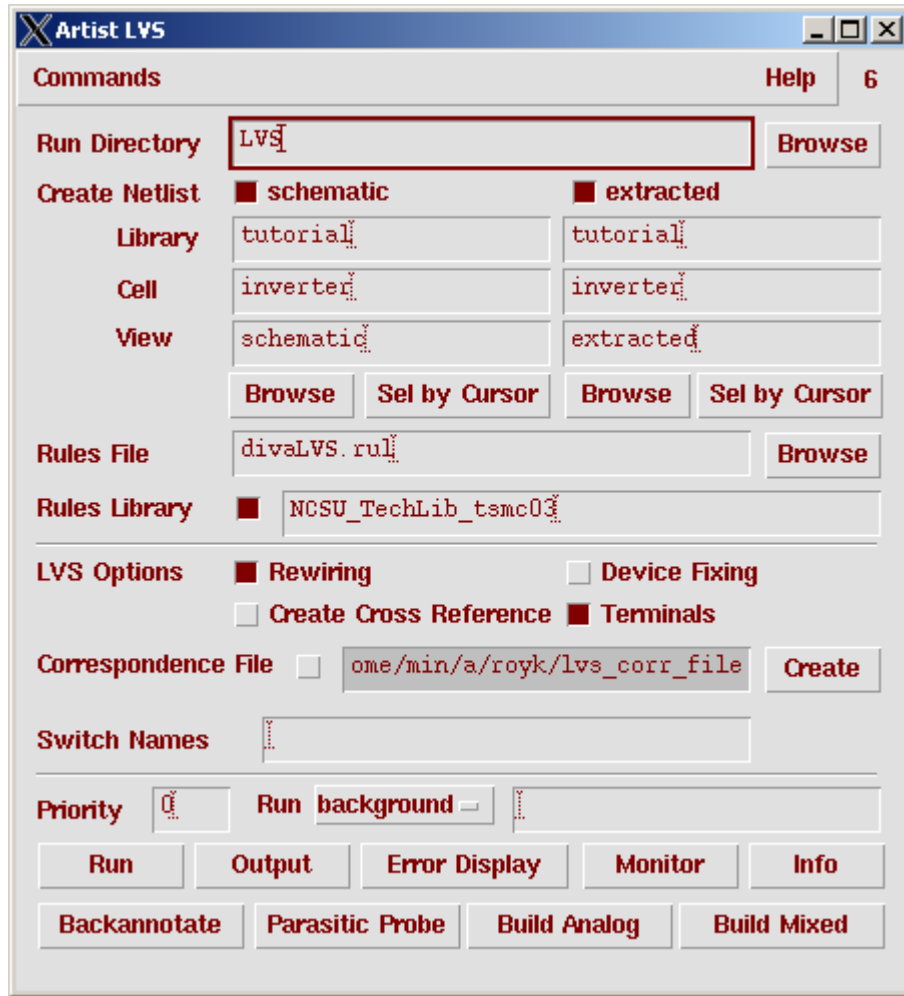 Artist LVS
Commands Help 6
Run Directory LVS Browse
Create Netlist schematic extracted
Library tutorial tutorial
Cell inverter inverter
View schematic extracted
Browse Sel by Cursor Browse Sel by Cursor
Rules File divaLVS.rul Browse
Rules Library NCSU_TechLib_tsmc03
LVS Options Rewiring Device Fixing
Create Cross Reference Terminals
Correspondence File ome/min/a/royk/lvs_corr_file Create
Switch Names
Priority 0 Run background
Run Output Error Display Monitor Info
Backannotate Parasitic Probe Build Analog Build Mixed